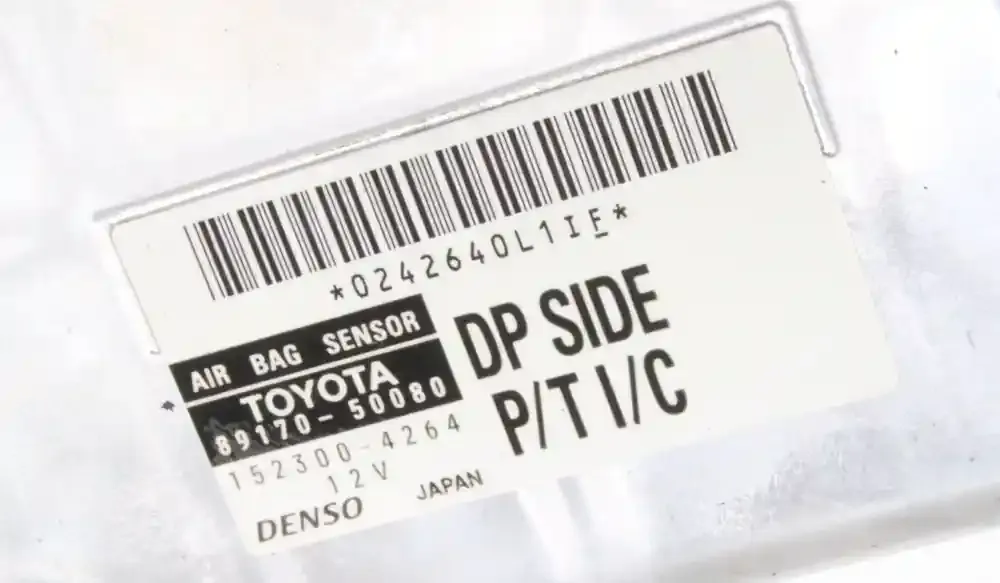 *0242640L1IF*
AIR BAG SENSOR
TOYOTA
89170-50080
152300-4264
12V
DENSO JAPAN
DP SIDE
P/T I/C